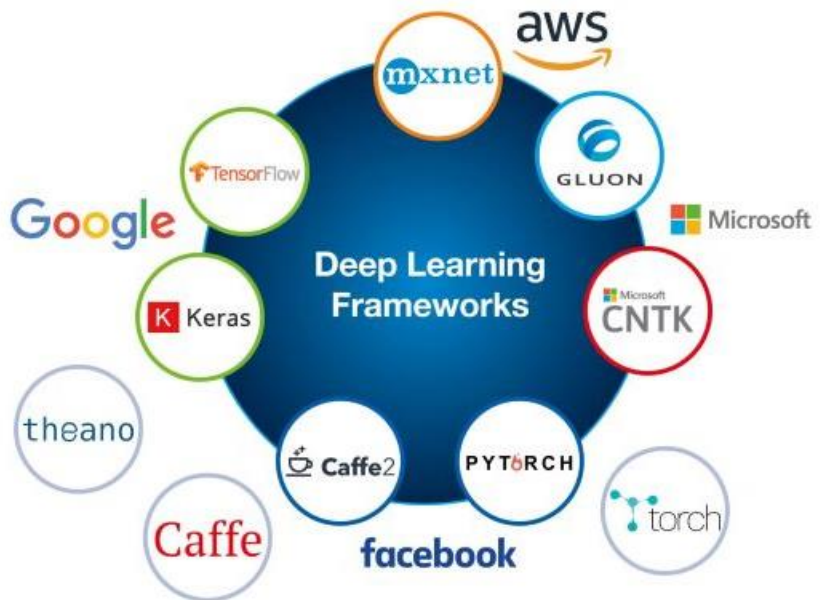 aws
mxnet
TensorFlow
GLUON
Google
Microsoft
Deep Learning
Frameworks
K Keras
Microsoft
CNTK
theano
Caffe2
PYTORCH
torch
Caffe
facebook